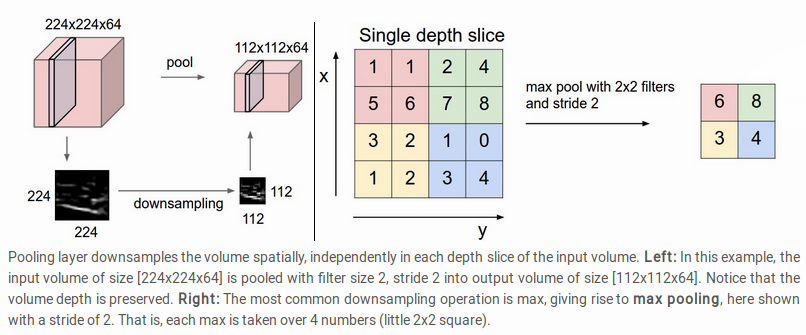 224x224x64
pool
112x112x64
224
224
downsampling
112
112
Single depth slice
x
1 1 2 4
5 6 7 8
3 2 1 0
1 2 3 4
y
max pool with 2x2 filters
and stride 2
6 8
3 4
Pooling layer downsamples the volume spatially, independently in each depth slice of the input volume. Left: In this example, the
input volume of size [224x224x64] is pooled with filter size 2, stride 2 into output volume of size [112x112x64]. Notice that the
volume depth is preserved. Right: The most common downsampling operation is max, giving rise to max pooling, here shown
with a stride of 2. That is, each max is taken over 4 numbers (little 2x2 square).